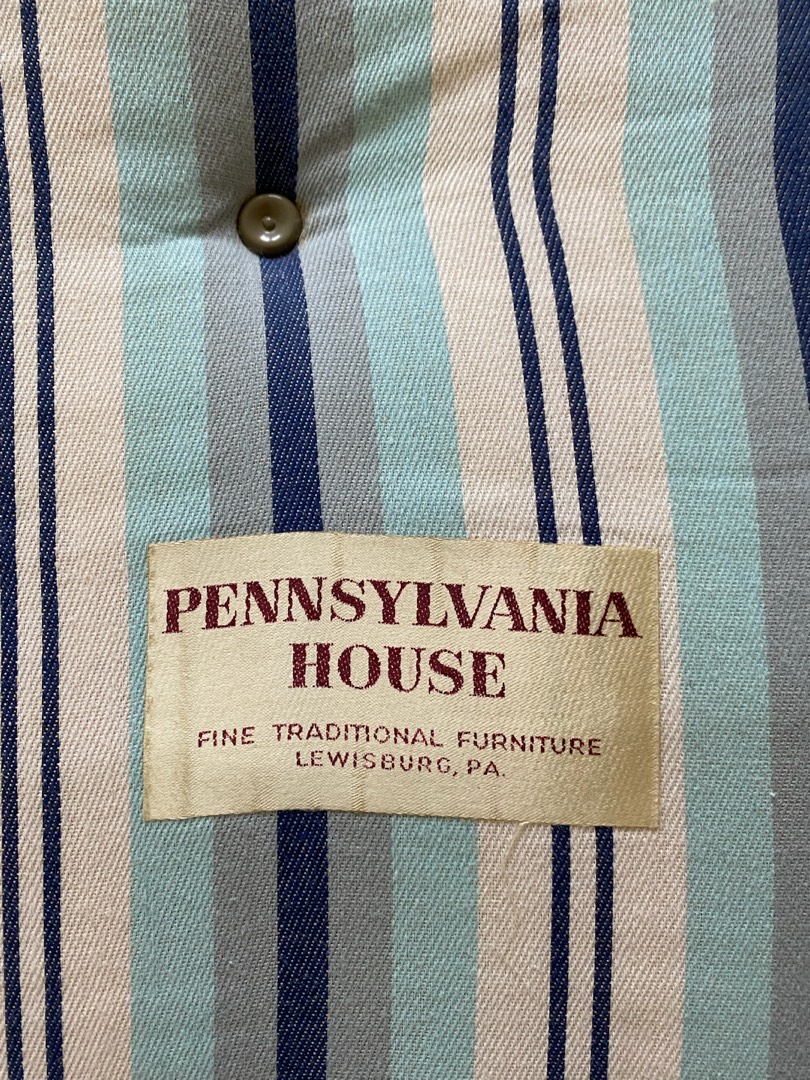 PENNSYLVANIA
HOUSE
FINE TRADITIONAL FURNITURE
LEWISBURG, PA.